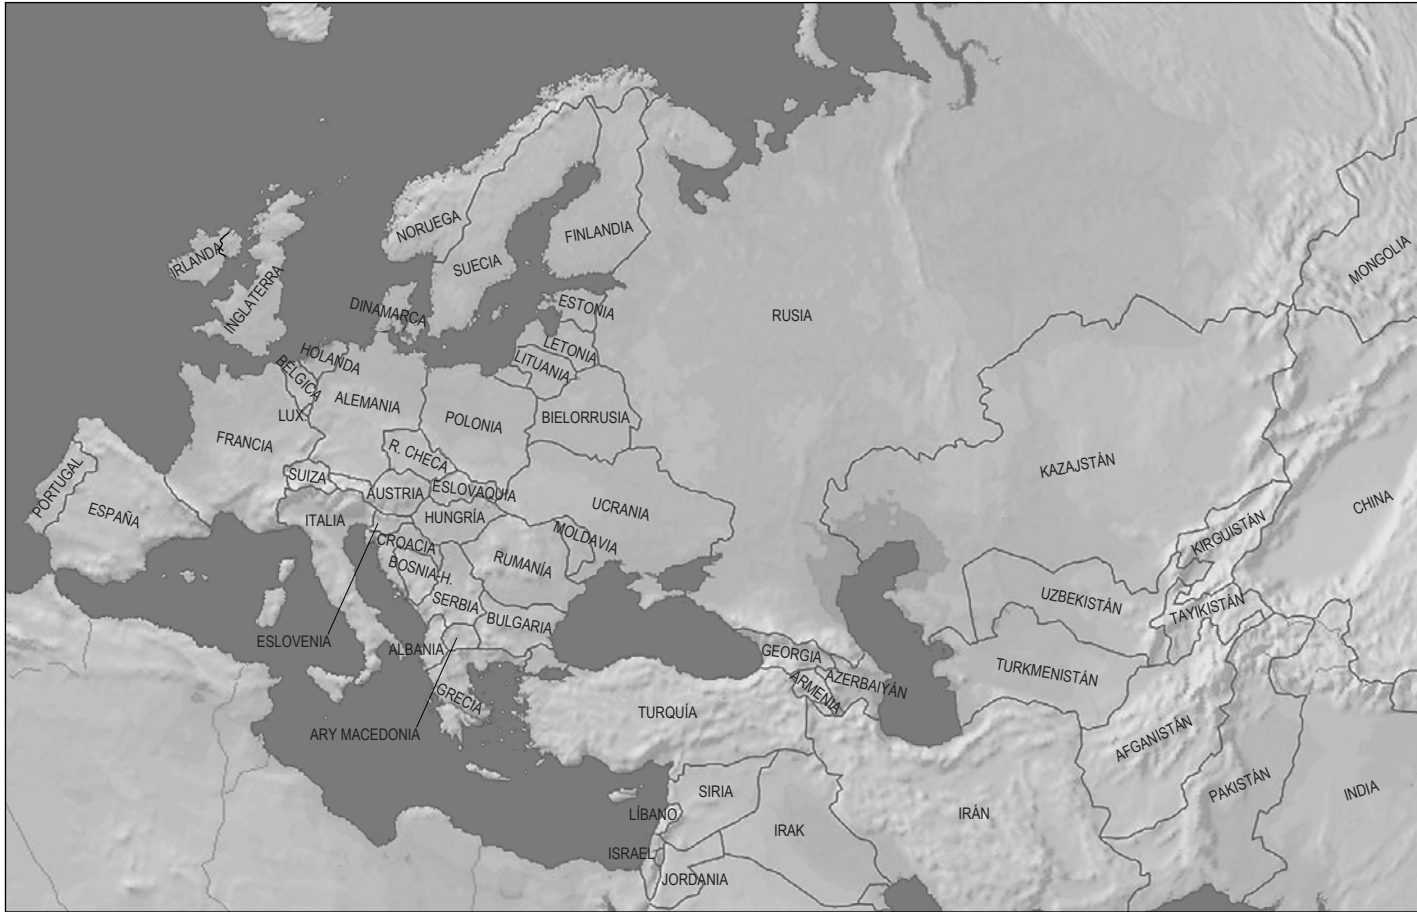 NORUEGA
FINLANDIA
SUECIA
IRLANDA
INGLATERRA
DINAMARCA
ESTONIA
LETONIA
LITUANIA
RUSIA
MONGOLIA
HOLANDA
BÉLGICA
LUX.
ALEMANIA
POLONIA
BIELORRUSIA
FRANCIA
R. CHECA
SUIZA
AUSTRIA
ESLOVAQUIA
UCRANIA
KAZAJSTÁN
CHINA
PORTUGAL
ESPAÑA
ITALIA
HUNGRÍA
MOLDAVIA
CROACIA
RUMANÍA
BOSNIA-H.
SERBIA
BULGARIA
KIRGUISTÁN
UZBEKISTÁN
TAYIKISTÁN
ESLOVENIA
ALBANIA
GEORGIA
AZERBAIYÁN
ARMENIA
TURKMENISTÁN
GRECIA
ARY MACEDONIA
TURQUÍA
AFGANISTÁN
PAKISTÁN
INDIA
SIRIA
LÍBANO
IRAK
IRÁN
ISRAEL
JORDANIA